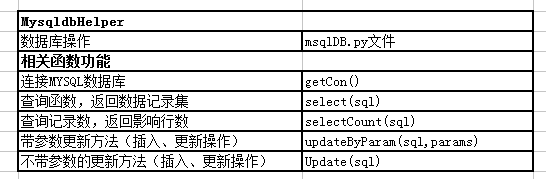 MysqldbHelper
数据库操作 msqlDB.py文件
相关函数功能
连接MYSQL数据库 getCon()
查询函数，返回数据记录集 select(sql)
查询记录数，返回影响行数 selectCount(sql)
带参数更新方法（插入、更新操作） updateByParam(sql,params)
不带参数的更新方法（插入、更新操作） Update(sql)